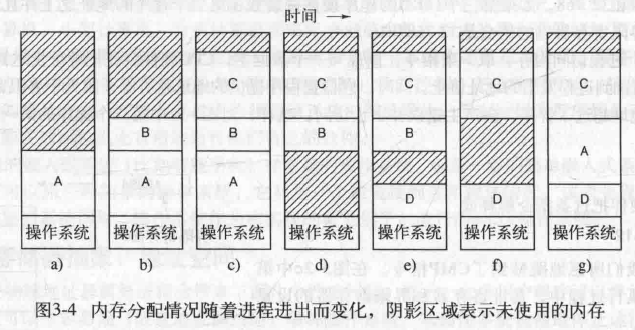 时间 →
C C C C C
B B B B
A
A A A
D D D
操作系统 操作系统 操作系统 操作系统 操作系统 操作系统 操作系统
a) b) c) d) e) f) g)
图3-4 内存分配情况随着进程进出而变化，阴影区域表示未使用的内存